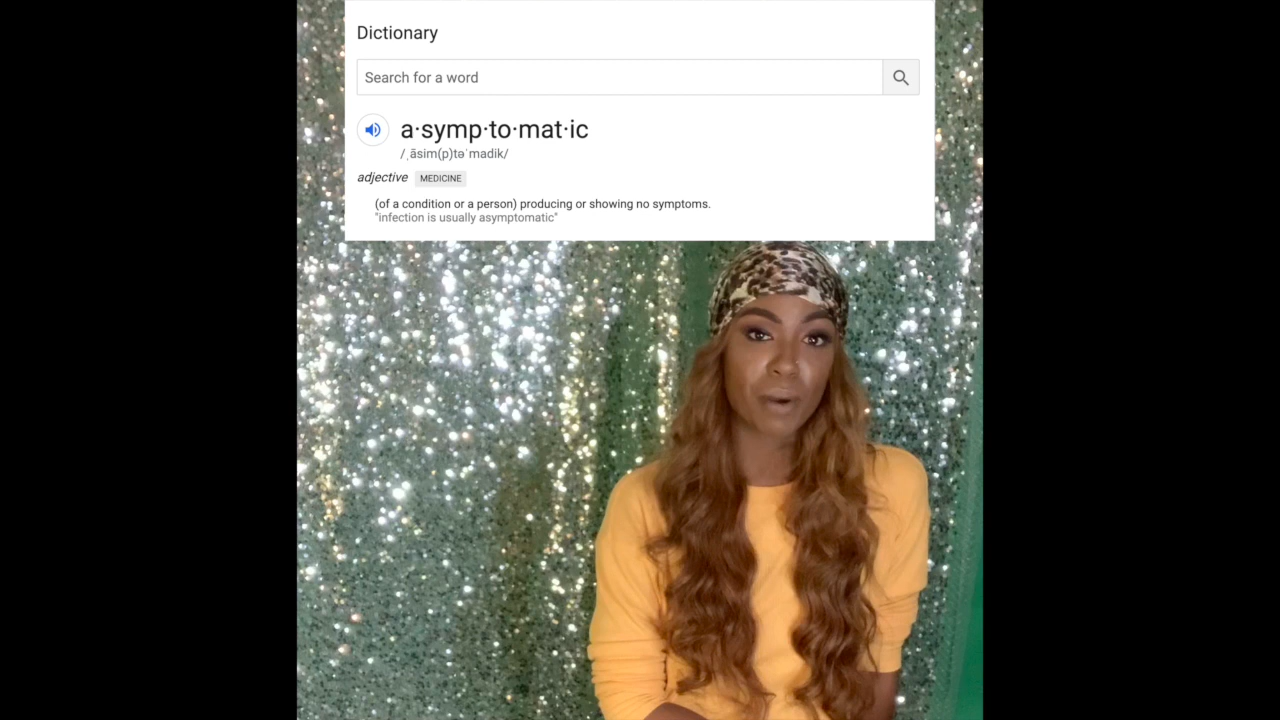 Dictionary
Search for a word
a·symp·to·mat·ic
/ˌāsim(p)təˈmadik/
adjective MEDICINE
(of a condition or a person) producing or showing no symptoms.
"infection is usually asymptomatic"